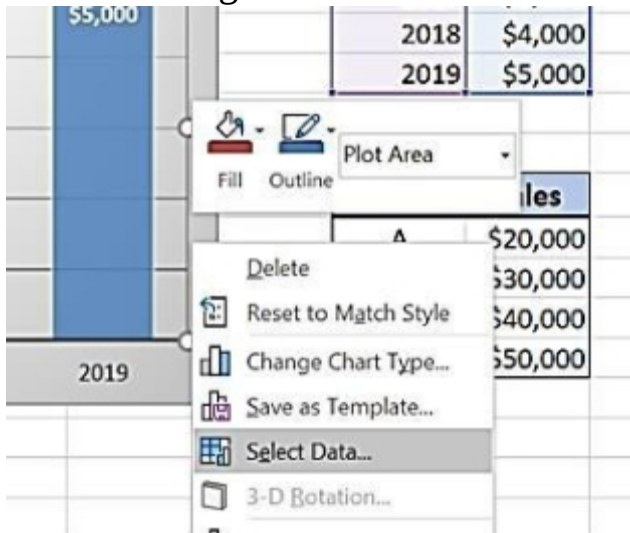 $5,000
2018 $4,000
2019 $5,000
Plot Area
Fill Outline
les
A $20,000
Delete
$30,000
Reset to Match Style
$40,000
Change Chart Type...
$50,000
2019
Save as Template...
Select Data...
3-D Rotation...